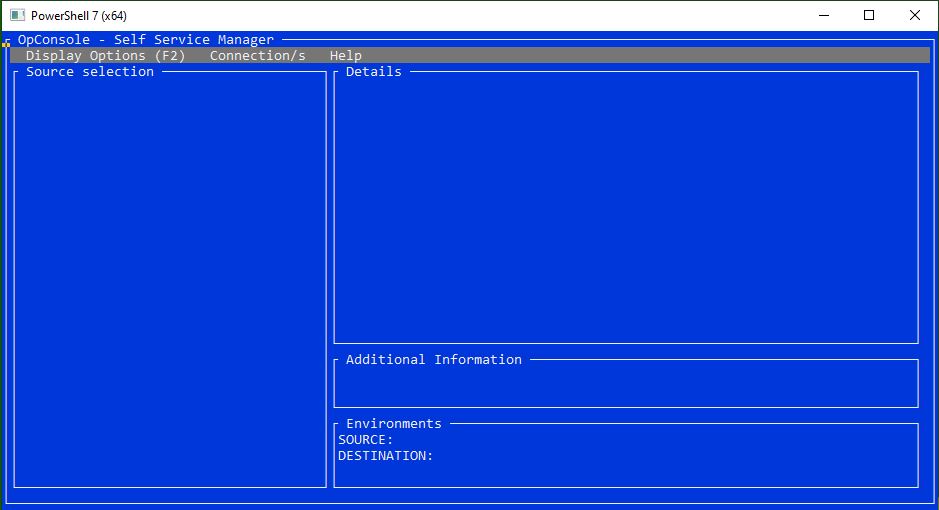 PowerShell 7 (x64)
OpConsole - Self Service Manager
Display Options (F2) Connection/s Help
Source selection
Details
Additional Information
Environments
SOURCE:
DESTINATION: